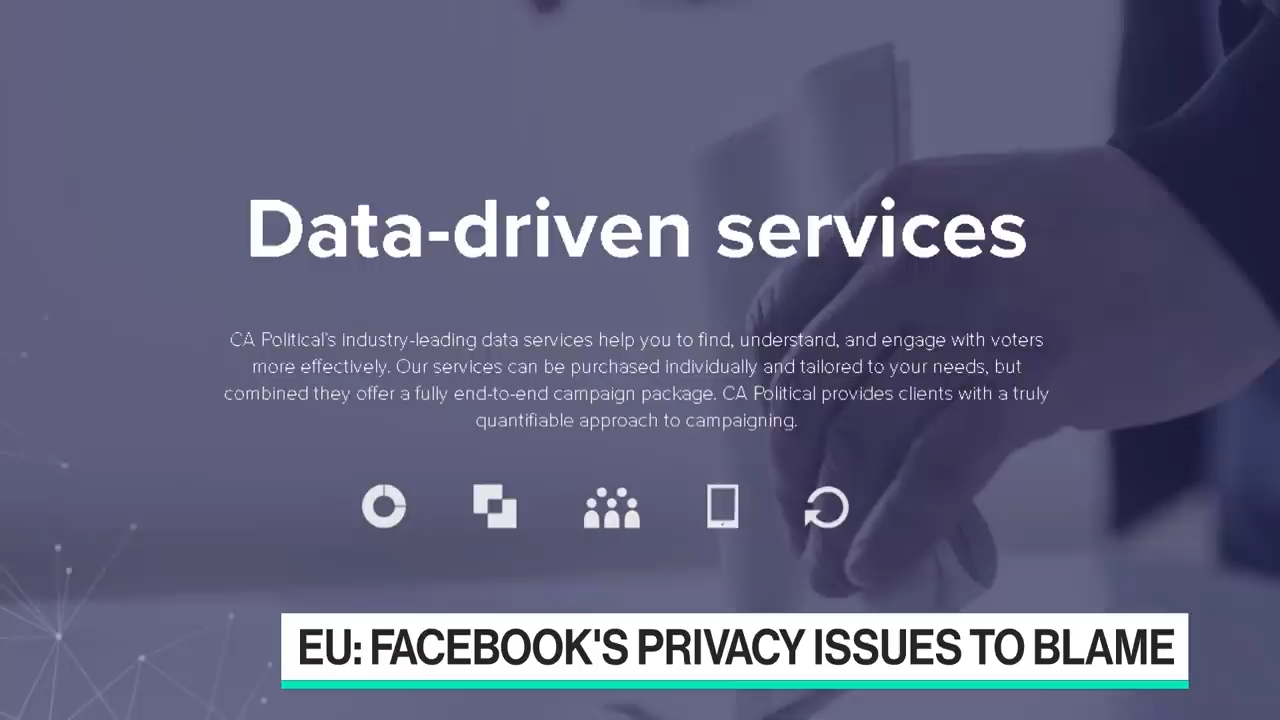 Data-driven services
CA Political's industry-leading data services help you to find, understand, and engage with voters
more effectively. Our services can be purchased individually and tailored to your needs, but
combined they offer a fully end-to-end campaign package. CA Political provides clients with a truly
quantifiable approach to campaigning.
EU: FACEBOOK'S PRIVACY ISSUES TO BLAME